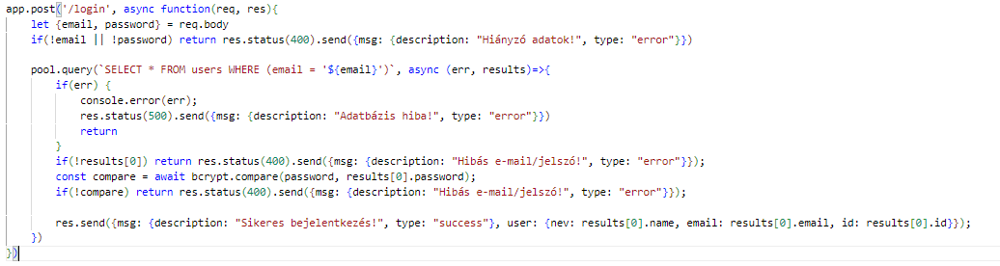 app.post('/login', async function(req, res){
    let {email, password} = req.body
    if(!email || !password) return res.status(400).send({msg: {description: "Hiányzó adatok!", type: "error"}})

    pool.query(`SELECT * FROM users WHERE (email = '${email}')`, async (err, results)=>{
        if(err) {
            console.error(err);
            res.status(500).send({msg: {description: "Adatbázis hiba!", type: "error"}})
            return
        }
        if(!results[0]) return res.status(400).send({msg: {description: "Hibás e-mail/jelszó!", type: "error"}});
        const compare = await bcrypt.compare(password, results[0].password);
        if(!compare) return res.status(400).send({msg: {description: "Hibás e-mail/jelszó!", type: "error"}});

        res.send({msg: {description: "Sikeres bejelentkezés!", type: "success"}, user: {nev: results[0].name, email: results[0].email, id: results[0].id}});
    })
})